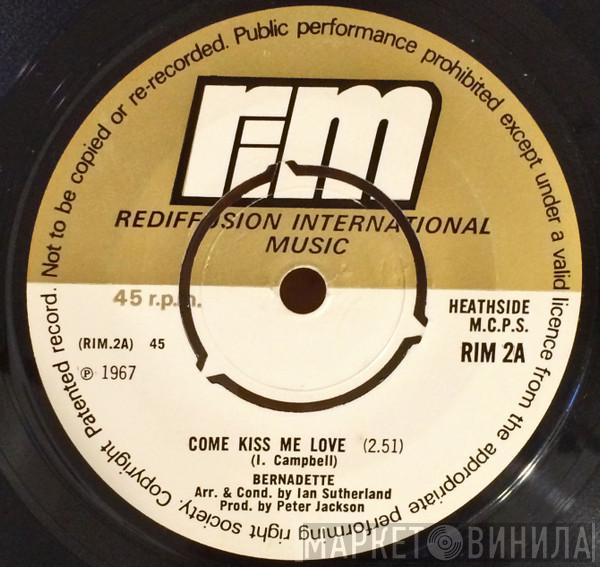 Not to be copied or re-recorded. Public performance prohibited except under a valid licence from the appropriate performing right society. Copyright Patented record.
rim
REDIFFUSION INTERNATIONAL
MUSIC
45 r.p.m.
HEATHSIDE
M.C.P.S.
(RIM.2A) 45
RIM 2A
℗ 1967
COME KISS ME LOVE (2.51)
(I. Campbell)
BERNADETTE
Arr. & Cond. by Ian Sutherland
Prod. by Peter Jackson
МАРКЕТ ВИНИЛА